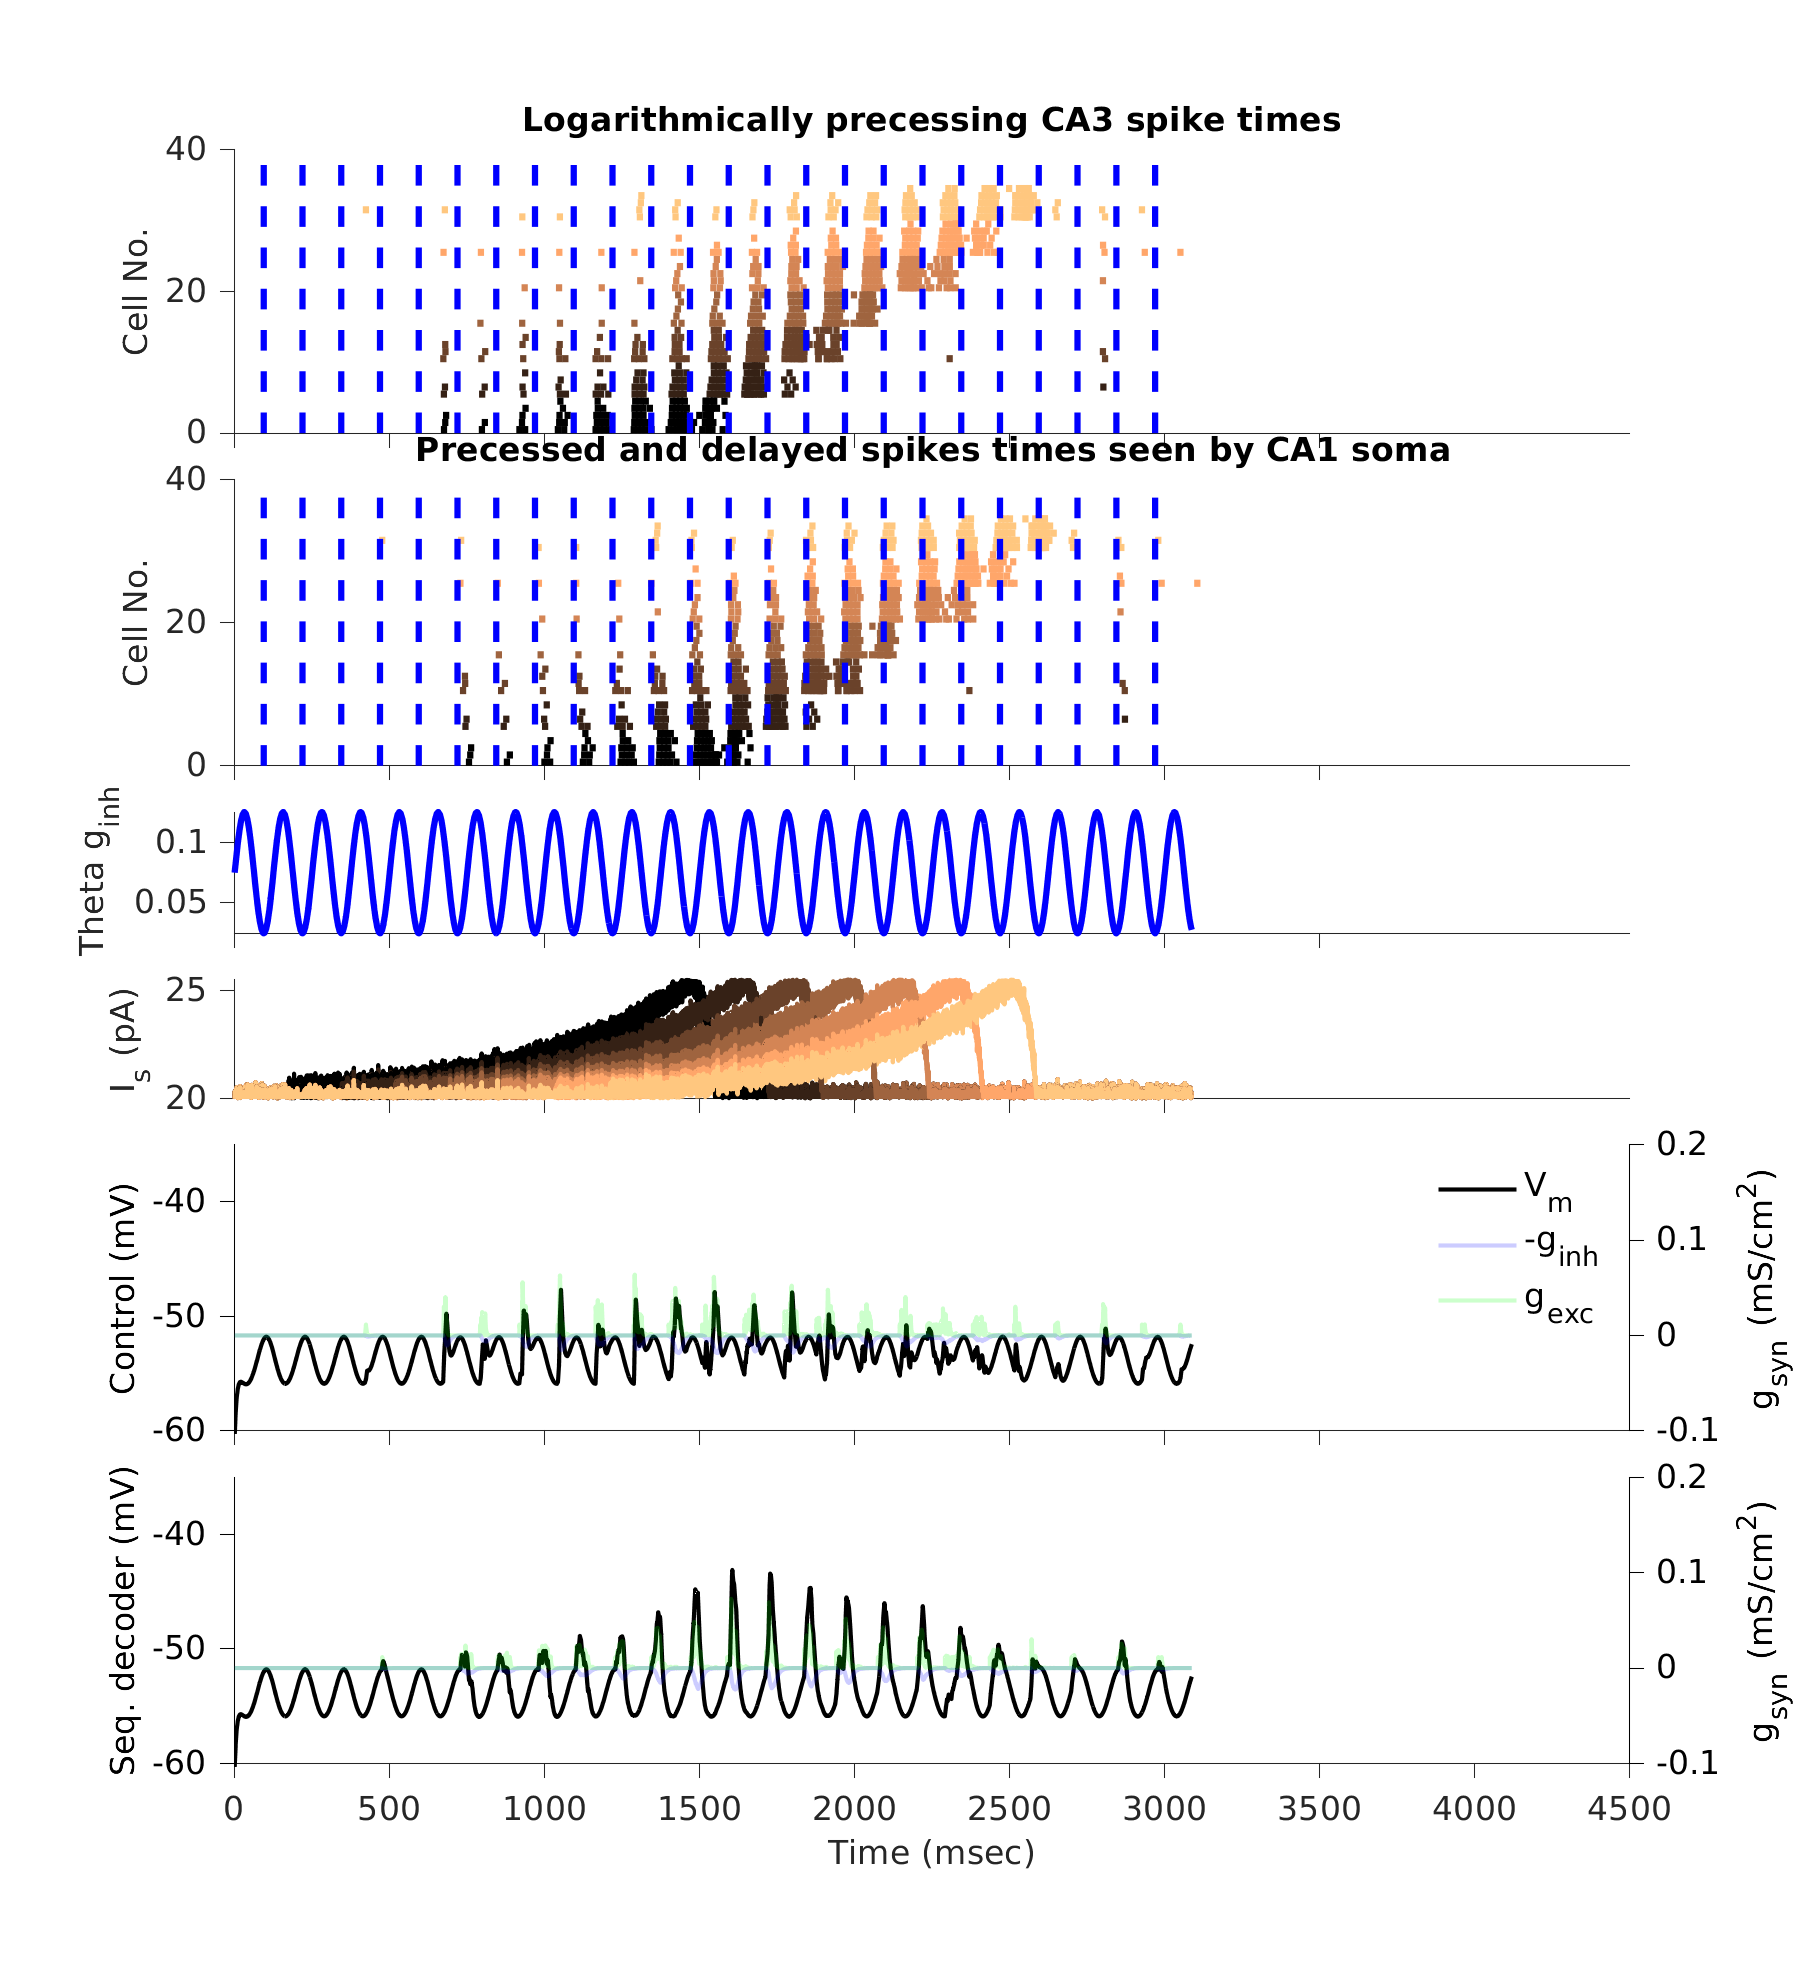 Logarithmically precessing CA3 spike times
40
20
0
Cell No.
Precessed and delayed spikes times seen by CA1 soma
40
20
0
Cell No.
0.1
0.05
Theta g_inh
25
20
I_s (pA)
-40
-50
-60
Control (mV)
V_m
-g_inh
g_exc
0.2
0.1
0
-0.1
g_syn (mS/cm^2)
-40
-50
-60
Seq. decoder (mV)
0.2
0.1
0
-0.1
g_syn (mS/cm^2)
0 500 1000 1500 2000 2500 3000 3500 4000 4500
Time (msec)